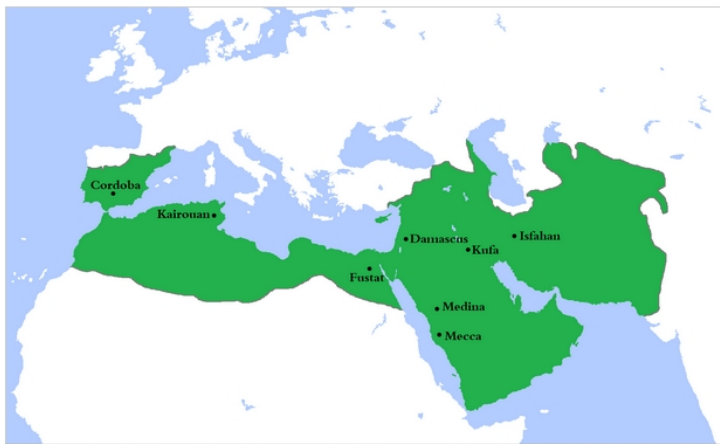 Cordoba
Kairouan
Damascus
Isfahan
Kufa
Fustat
Medina
Mecca